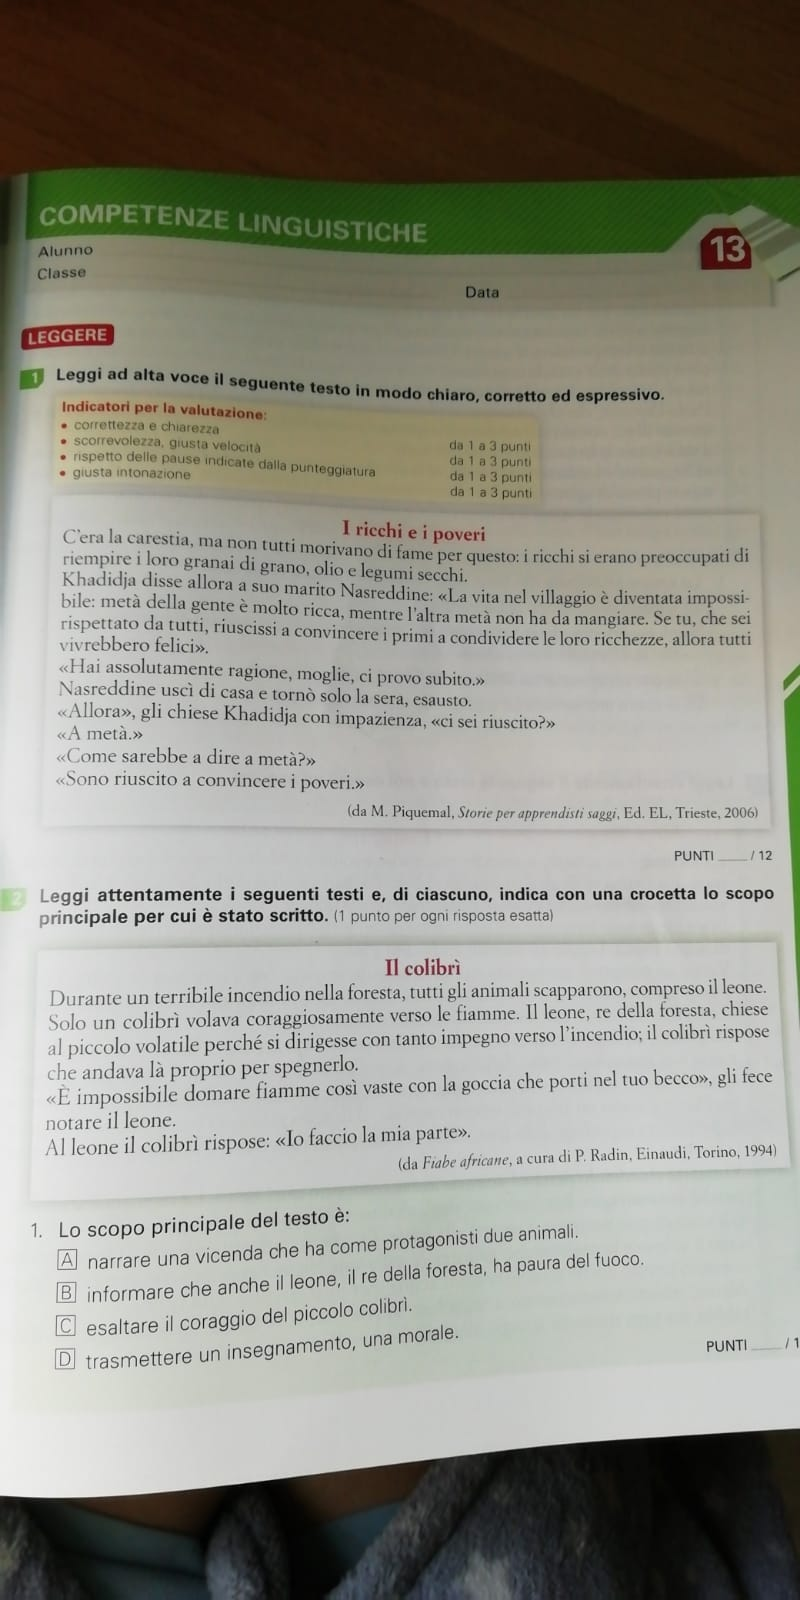 COMPETENZE LINGUISTICHE
13
Alunno
Classe
Data
LEGGERE
1 Leggi ad alta voce il seguente testo in modo chiaro, corretto ed espressivo.
Indicatori per la valutazione:
• correttezza e chiarezza da 1 a 3 punti
• scorrevolezza, giusta velocità da 1 a 3 punti
• rispetto delle pause indicate dalla punteggiatura da 1 a 3 punti
• giusta intonazione da 1 a 3 punti
I ricchi e i poveri
C'era la carestia, ma non tutti morivano di fame per questo: i ricchi si erano preoccupati di
riempire i loro granai di grano, olio e legumi secchi.
Khadidja disse allora a suo marito Nasreddine: «La vita nel villaggio è diventata impossi-
bile: metà della gente è molto ricca, mentre l'altra metà non ha da mangiare. Se tu, che sei
rispettato da tutti, riuscissi a convincere i primi a condividere le loro ricchezze, allora tutti
vivrebbero felici».
«Hai assolutamente ragione, moglie, ci provo subito.»
Nasreddine uscì di casa e tornò solo la sera, esausto.
«Allora», gli chiese Khadidja con impazienza, «ci sei riuscito?»
«A metà.»
«Come sarebbe a dire a metà?»
«Sono riuscito a convincere i poveri.»
(da M. Piquemal, Storie per apprendisti saggi, Ed. EL, Trieste, 2006)
PUNTI ____ / 12
2 Leggi attentamente i seguenti testi e, di ciascuno, indica con una crocetta lo scopo
principale per cui è stato scritto. (1 punto per ogni risposta esatta)
Il colibrì
Durante un terribile incendio nella foresta, tutti gli animali scapparono, compreso il leone.
Solo un colibrì volava coraggiosamente verso le fiamme. Il leone, re della foresta, chiese
al piccolo volatile perché si dirigesse con tanto impegno verso l'incendio; il colibrì rispose
che andava là proprio per spegnerlo.
«È impossibile domare fiamme così vaste con la goccia che porti nel tuo becco», gli fece
notare il leone.
Al leone il colibrì rispose: «Io faccio la mia parte».
(da Fiabe africane, a cura di P. Radin, Einaudi, Torino, 1994)
1. Lo scopo principale del testo è:
A narrare una vicenda che ha come protagonisti due animali.
B informare che anche il leone, il re della foresta, ha paura del fuoco.
C esaltare il coraggio del piccolo colibrì.
D trasmettere un insegnamento, una morale.
PUNTI ____ / 1